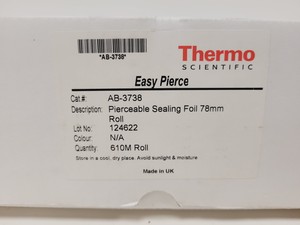 *AB-3738*
Thermo
SCIENTIFIC
Easy Pierce
Cat.#: AB-3738
Description: Pierceable Sealing Foil 78mm
Roll
Lot No: 124622
Colour: N/A
Quantity: 610M Roll
Store in a cool, dry place. Avoid sunlight & moisture
Made in UK